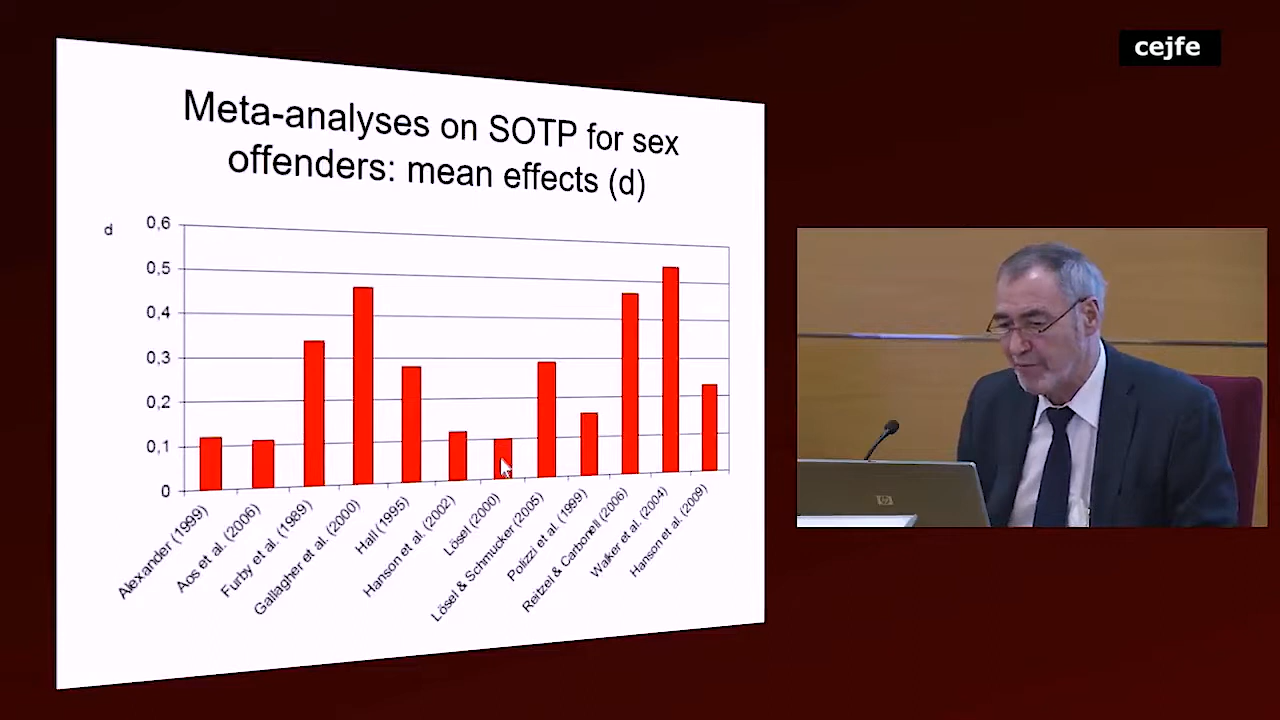 cejfe
Meta-analyses on SOTP for sex
offenders: mean effects (d)
d
0,6
0,5
0,4
0,3
0,2
0,1
0
Alexander (1999)
Aos et al. (2006)
Furby et al. (1989)
Gallagher et al. (2000)
Hall (1995)
Hanson et al. (2002)
Lösel (2000)
Lösel & Schmucker (2005)
Polizzi et al. (1999)
Reitzel & Carbonell (2006)
Walker et al. (2004)
Hanson et al. (2009)
hp